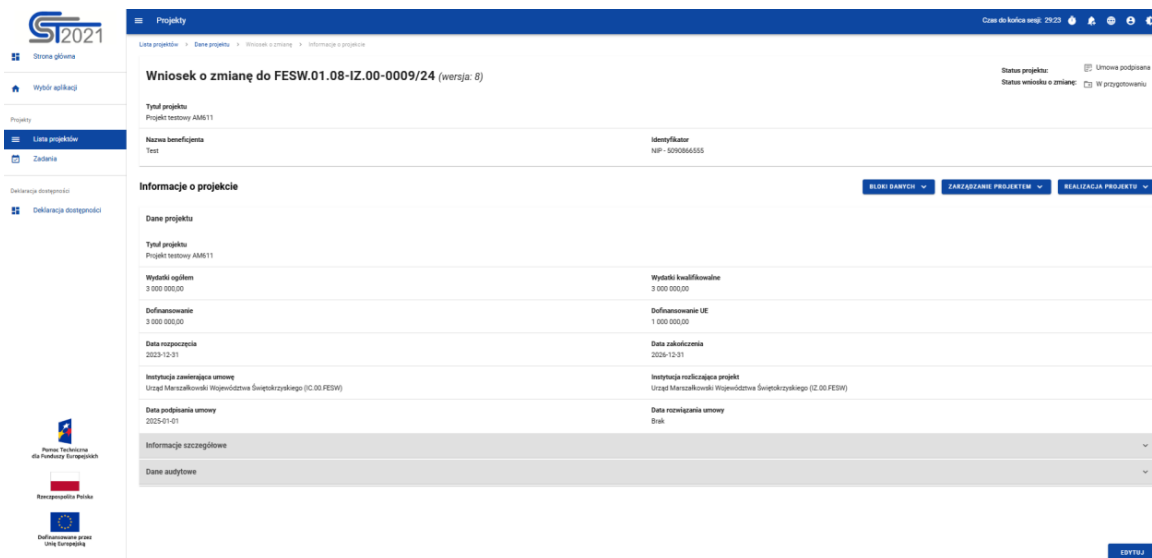 CST2021
Projekty
Czas do końca sesji: 29:23
Strona główna
Wybór aplikacji
Projekty
Lista projektów
Zadania
Deklaracja dostępności
Deklaracja dostępności
Pomoc Techniczna
dla Funduszy Europejskich
Rzeczpospolita Polska
Dofinansowane przez
Unię Europejską
Lista projektów > Dane projektu > Wniosek o zmianę > Informacje o projekcie
Wniosek o zmianę do FESW.01.08-IZ.00-0009/24 (wersja: 8)
Status projektu: Umowa podpisana
Status wniosku o zmianę: W przygotowaniu
Tytuł projektu
Projekt testowy AM611
Nazwa beneficjenta Identyfikator
Test NIP - 5090866555
Informacje o projekcie BLOKI DANYCH ZARZĄDZANIE PROJEKTEM REALIZACJA PROJEKTU
Dane projektu
Tytuł projektu
Projekt testowy AM611
Wydatki ogółem Wydatki kwalifikowalne
3 000 000,00 3 000 000,00
Dofinansowanie Dofinansowanie UE
3 000 000,00 1 000 000,00
Data rozpoczęcia Data zakończenia
2023-12-31 2026-12-31
Instytucja zawierająca umowę Instytucja rozliczająca projekt
Urząd Marszałkowski Województwa Świętokrzyskiego (IC.00.FESW) Urząd Marszałkowski Województwa Świętokrzyskiego (IZ.00.FESW)
Data podpisania umowy Data rozwiązania umowy
2025-01-01 Brak
Informacje szczegółowe
Dane audytowe
EDYTUJ